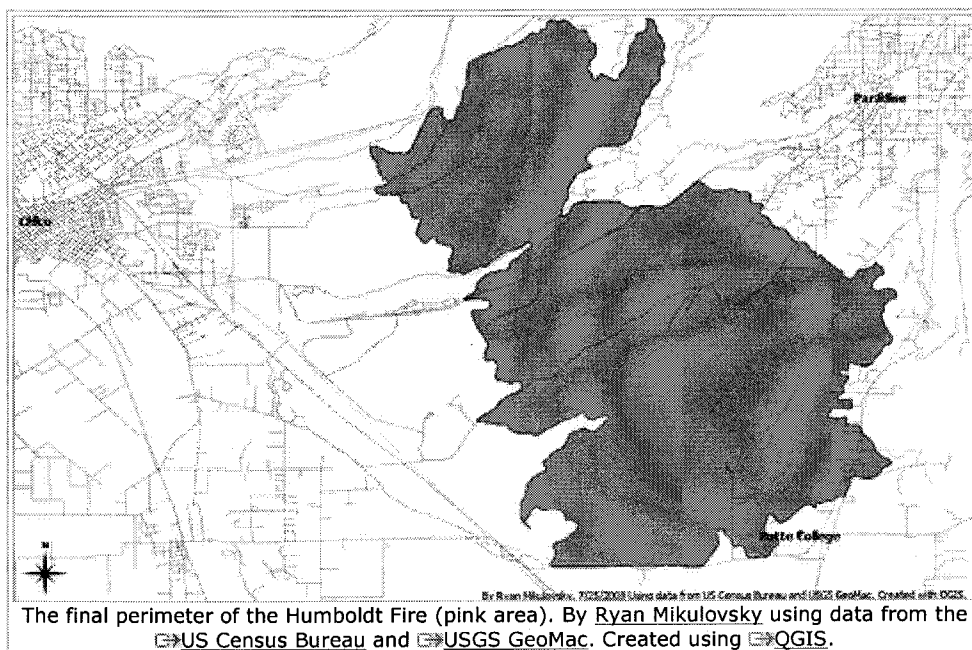 Paradise
Chico
Butte College
N
By Ryan Mikulovsky, 7/25/2008 Using data from US Census Bureau and USGS GeoMac. Created with QGIS.
The final perimeter of the Humboldt Fire (pink area). By Ryan Mikulovsky using data from the
US Census Bureau and USGS GeoMac. Created using QGIS.